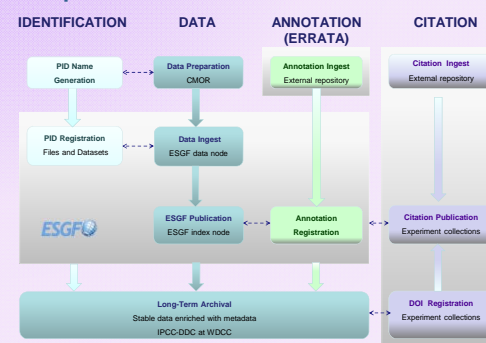 IDENTIFICATION
DATA
ANNOTATION
(ERRATA)
CITATION
PID Name
Generation
Data Preparation
CMOR
Annotation Ingest
External repository
Citation Ingest
External repository
PID Registration
Files and Datasets
Data Ingest
ESGF data node
ESGF
ESGF Publication
ESGF index node
Annotation
Registration
Citation Publication
Experiment collections
Long-Term Archival
Stable data enriched with metadata
IPCC-DDC at WDCC
DOI Registration
Experiment collections